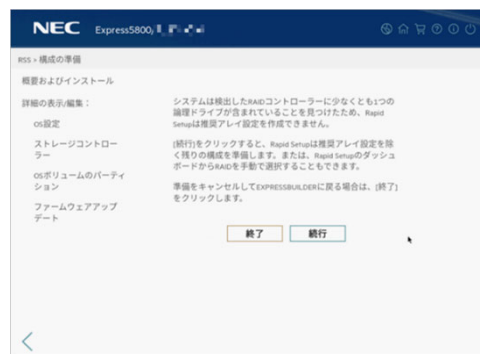 NEC Express5800/
RSS > 構成の準備
概要およびインストール
詳細の表示/編集：
OS設定
ストレージコントロー
ラー
OSボリュームのパーティ
ション
ファームウェアアップ
デート
システムは検出したRAIDコントローラーに少なくとも1つの
論理ドライブが含まれていることを見つけたため、Rapid
Setupは推奨アレイ設定を作成できません。
[続行]をクリックすると、Rapid Setupは推奨アレイ設定を除
く残りの構成を準備します。または、Rapid Setupのダッシュ
ボードからRAIDを手動で選択することもできます。
準備をキャンセルしてEXPRESSBUILDERに戻る場合は、[終了]
をクリックします。
終了 続行